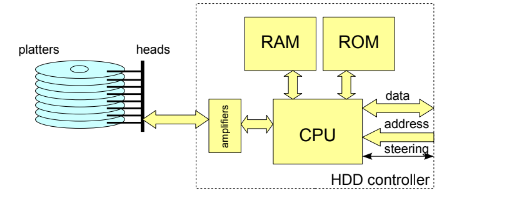 platters
heads
RAM
ROM
amplifiers
CPU
data
address
steering
HDD controller